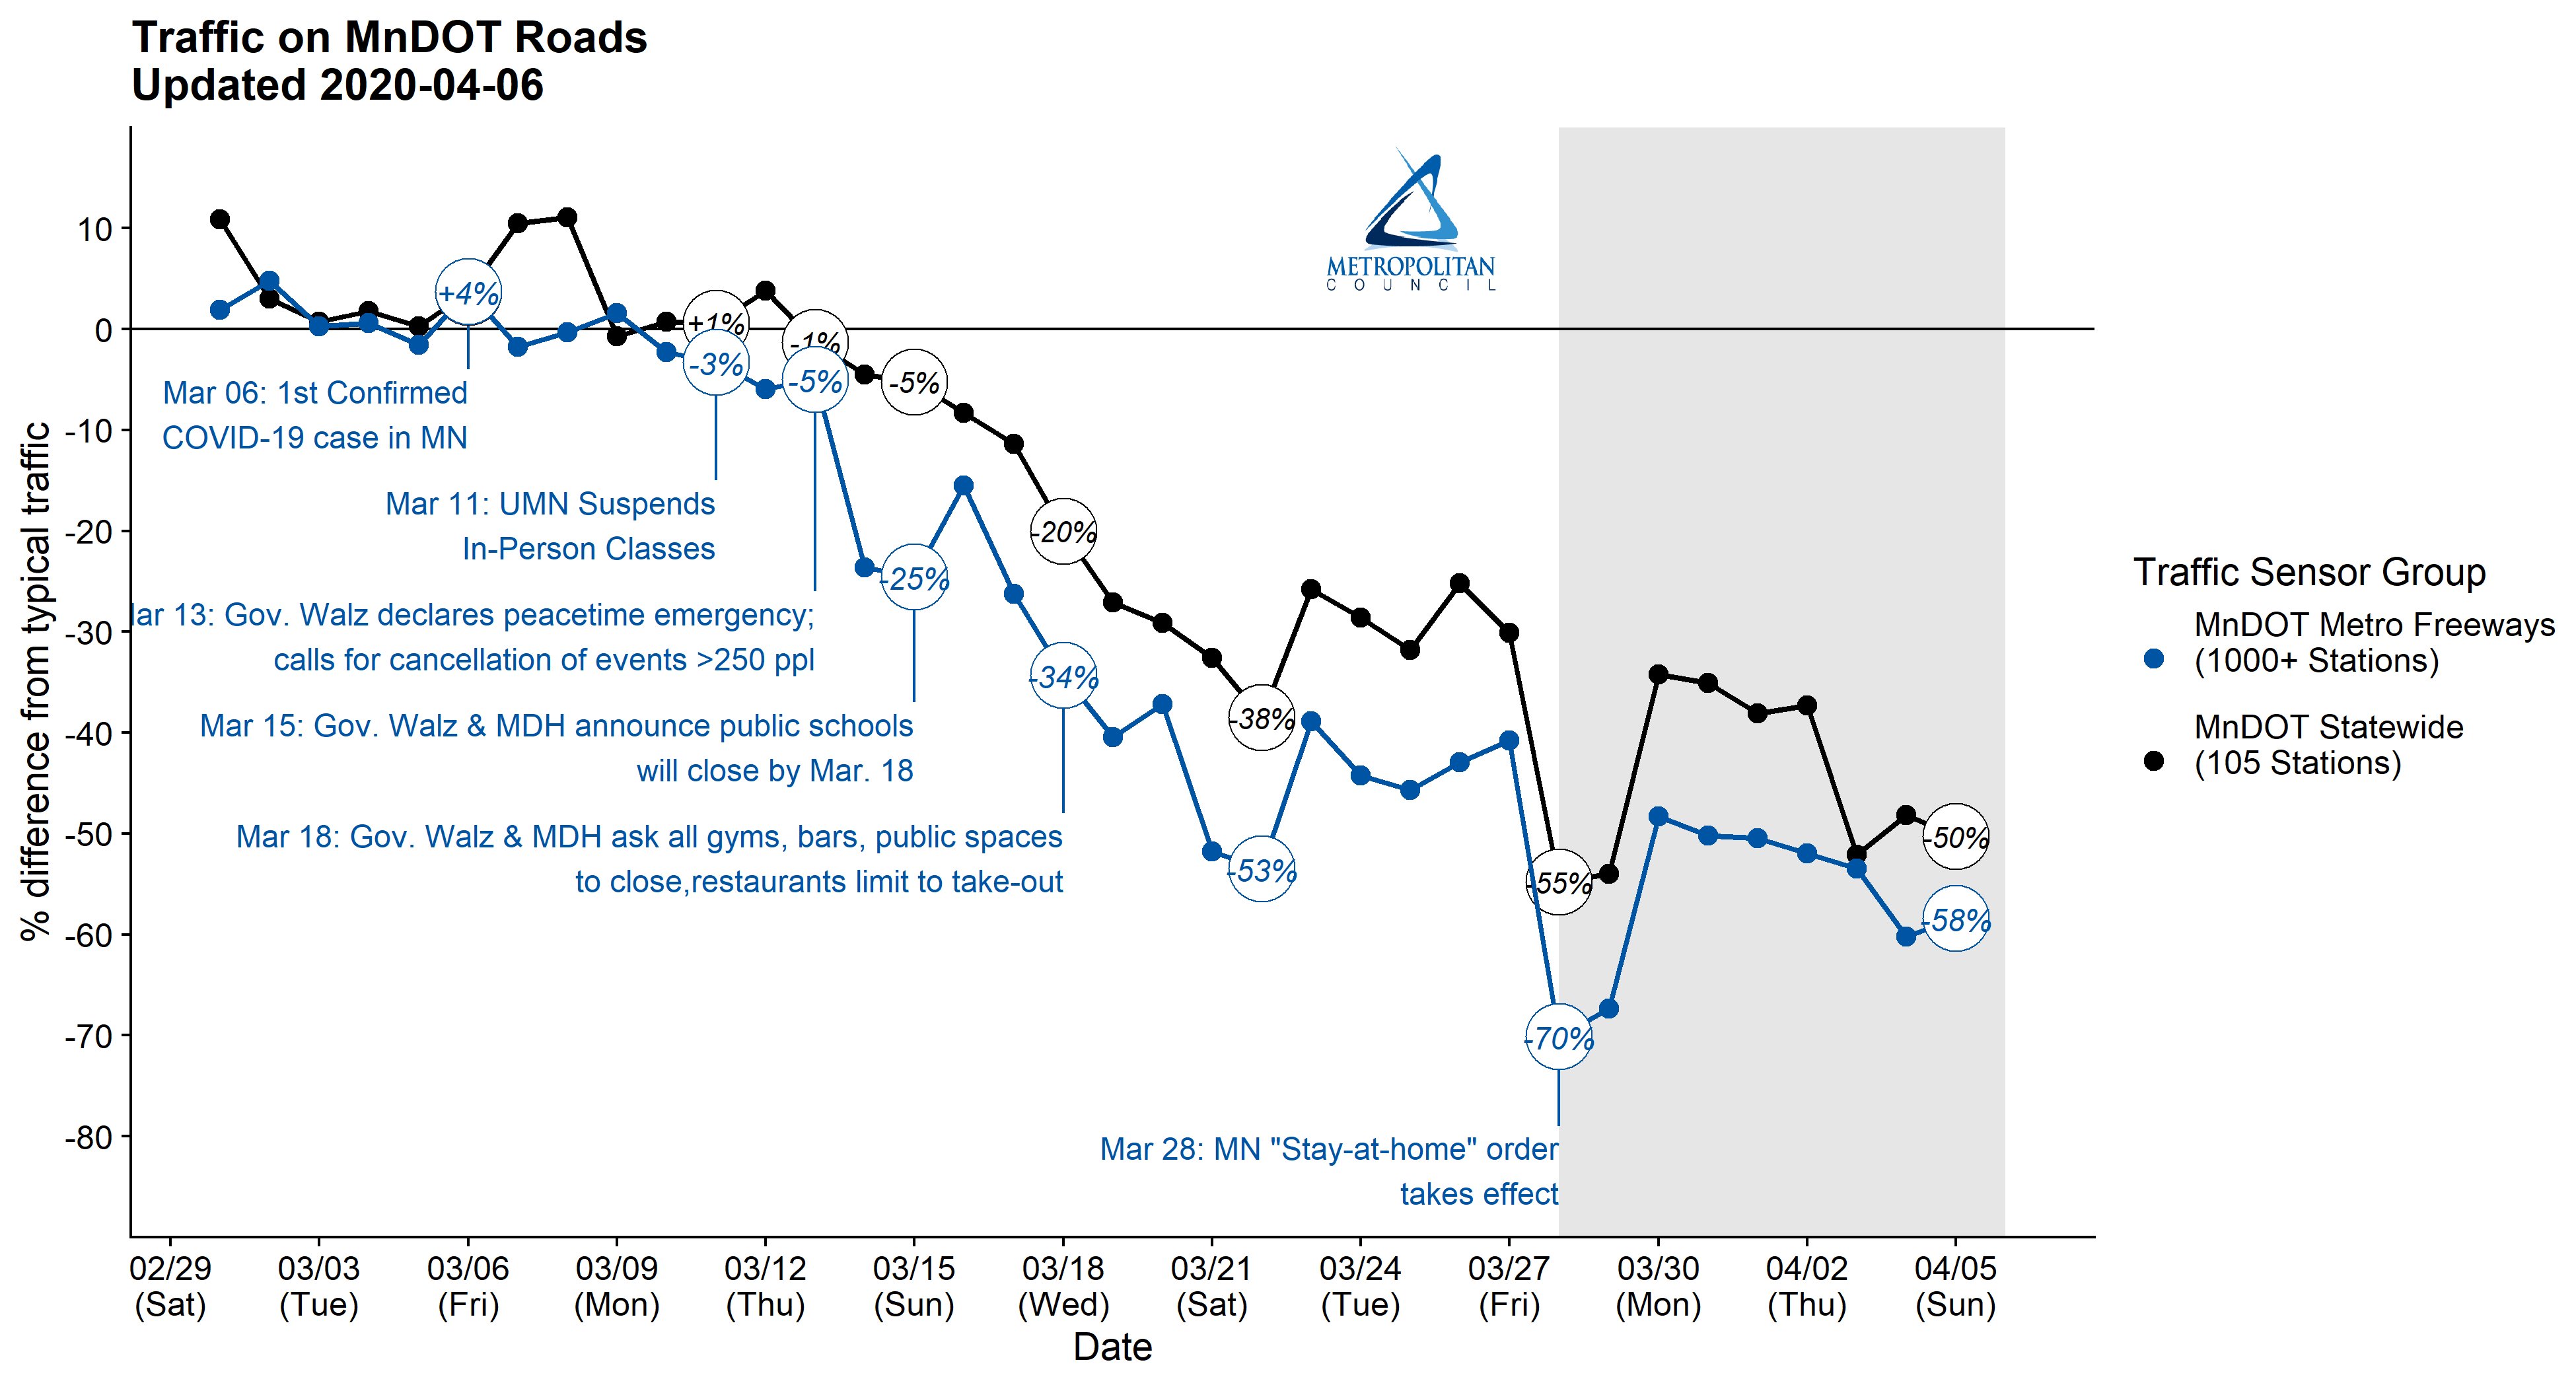 Traffic on MnDOT Roads
Updated 2020-04-06
METROPOLITAN
COUNCIL
% difference from typical traffic
10
0
-10
-20
-30
-40
-50
-60
-70
-80
+4%
+1%
-3%
-1%
-5%
-5%
-25%
-20%
-34%
-38%
-53%
-55%
-70%
-50%
-58%
Mar 06: 1st Confirmed
COVID-19 case in MN
Mar 11: UMN Suspends
In-Person Classes
ar 13: Gov. Walz declares peacetime emergency;
calls for cancellation of events >250 ppl
Mar 15: Gov. Walz & MDH announce public schools
will close by Mar. 18
Mar 18: Gov. Walz & MDH ask all gyms, bars, public spaces
to close,restaurants limit to take-out
Mar 28: MN "Stay-at-home" order
takes effect
02/29 03/03 03/06 03/09 03/12 03/15 03/18 03/21 03/24 03/27 03/30 04/02 04/05
(Sat) (Tue) (Fri) (Mon) (Thu) (Sun) (Wed) (Sat) (Tue) (Fri) (Mon) (Thu) (Sun)
Date
Traffic Sensor Group
MnDOT Metro Freeways
(1000+ Stations)
MnDOT Statewide
(105 Stations)